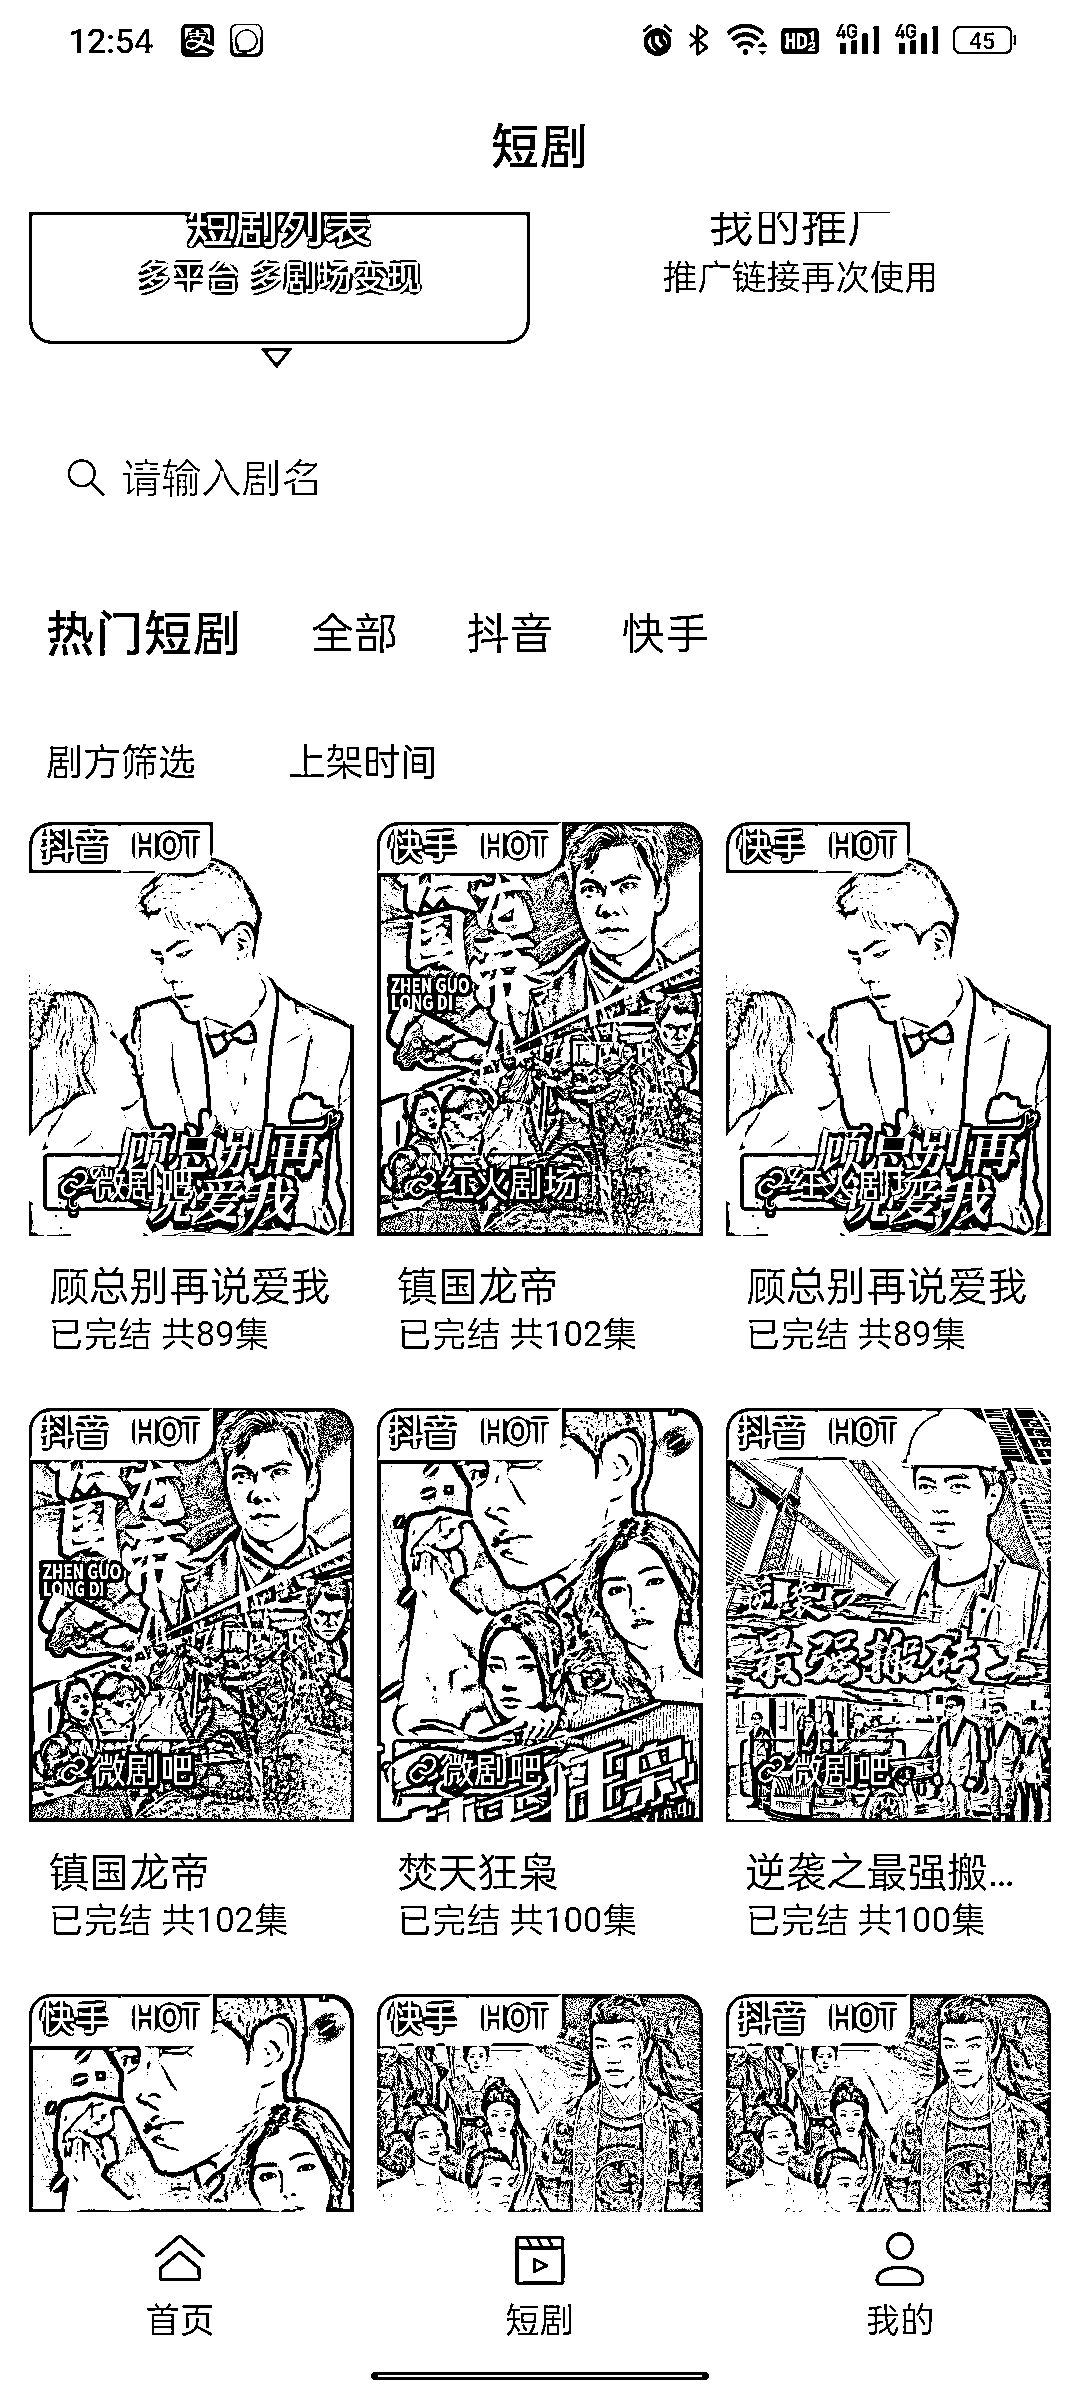 12:54
HD 4G 4G 45
短剧
短剧列表
多平台 多剧场变现
我的推广
推广链接再次使用
请输入剧名
热门短剧 全部 抖音 快手
剧方筛选 上架时间
抖音 HOT
顾总别再说爱我
微剧吧
快手 HOT
国龙帝
ZHEN GUO
LONG DI
红火剧场
快手 HOT
顾总别再说爱我
红火剧场
顾总别再说爱我
已完结 共89集
镇国龙帝
已完结 共102集
顾总别再说爱我
已完结 共89集
抖音 HOT
国龙帝
ZHEN GUO
LONG DI
微剧吧
抖音 HOT
微剧吧
抖音 HOT
逆袭之
最强搬砖工
微剧吧
镇国龙帝
已完结 共102集
焚天狂枭
已完结 共100集
逆袭之最强搬...
已完结 共100集
快手 HOT
快手 HOT
抖音 HOT
首页 短剧 我的